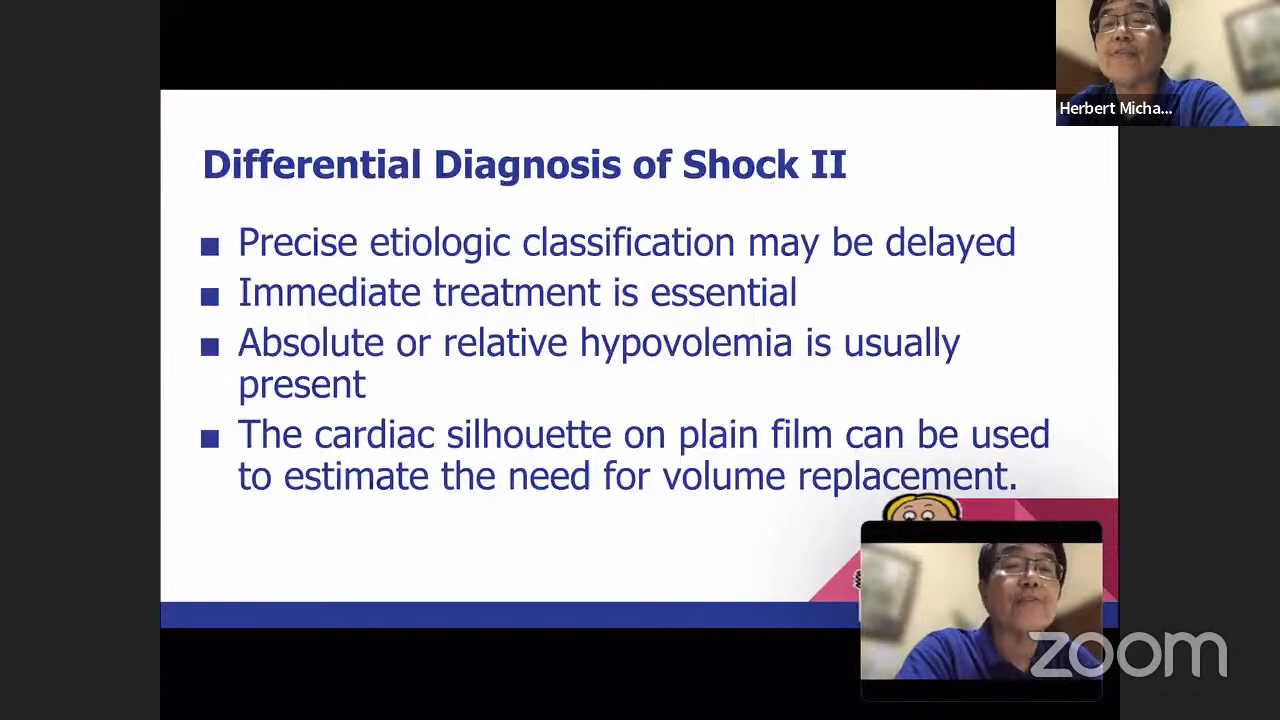 Herbert Micha...
Differential Diagnosis of Shock II
Precise etiologic classification may be delayed
Immediate treatment is essential
Absolute or relative hypovolemia is usually
present
The cardiac silhouette on plain film can be used
to estimate the need for volume replacement.
zoom